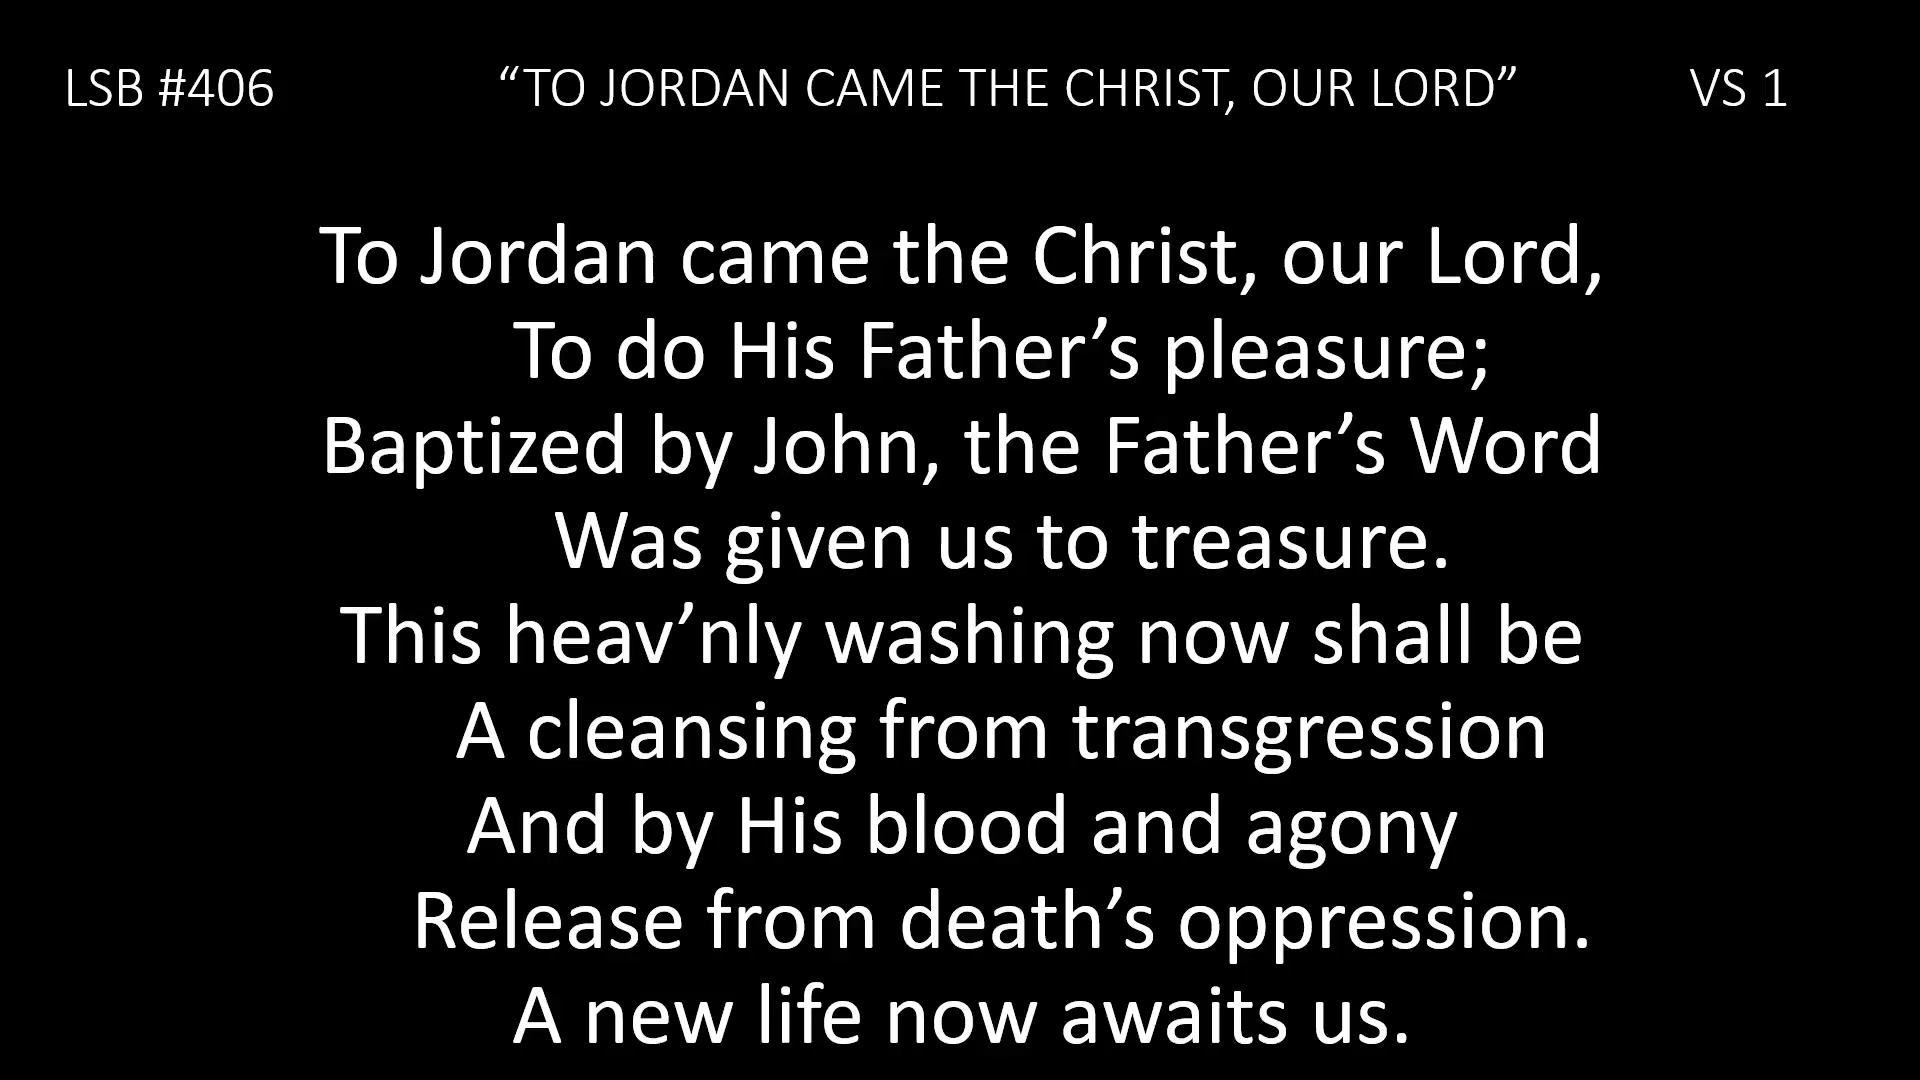 LSB #406 “TO JORDAN CAME THE CHRIST, OUR LORD” VS 1
To Jordan came the Christ, our Lord,
To do His Father’s pleasure;
Baptized by John, the Father’s Word
Was given us to treasure.
This heav’nly washing now shall be
A cleansing from transgression
And by His blood and agony
Release from death’s oppression.
A new life now awaits us.